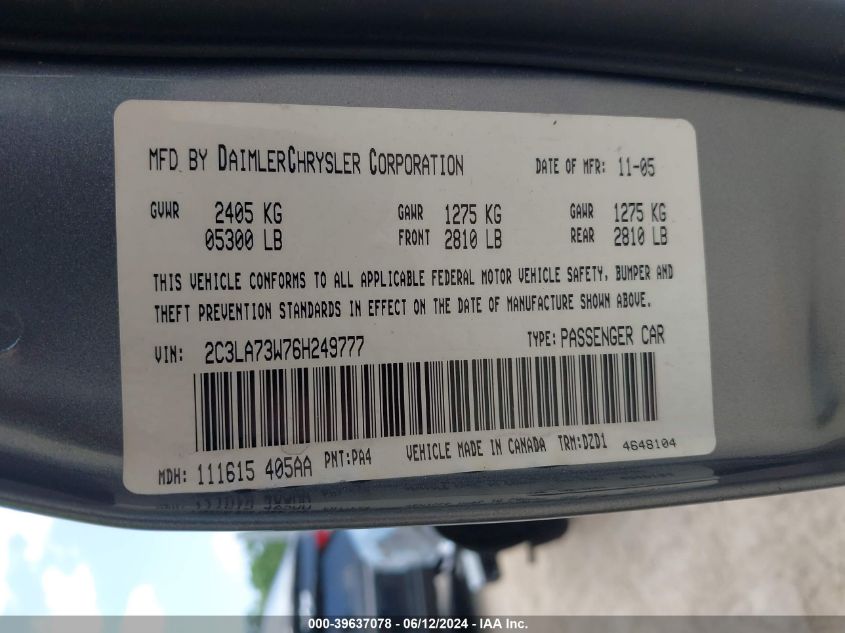 MFD BY DAIMLERCHRYSLER CORPORATION DATE OF MFR: 11-05
GVWR 2405 KG GAWR 1275 KG GAWR 1275 KG
05300 LB FRONT 2810 LB REAR 2810 LB
THIS VEHICLE CONFORMS TO ALL APPLICABLE FEDERAL MOTOR VEHICLE SAFETY, BUMPER AND
THEFT PREVENTION STANDARDS IN EFFECT ON THE DATE OF MANUFACTURE SHOWN ABOVE.
VIN: 2C3LA73W76H249777 TYPE: PASSENGER CAR
MDH: 111615 405AA PNT:PA4 VEHICLE MADE IN CANADA TRM:DZD1 4648104
000-39637078 - 06/12/2024 - IAA Inc.